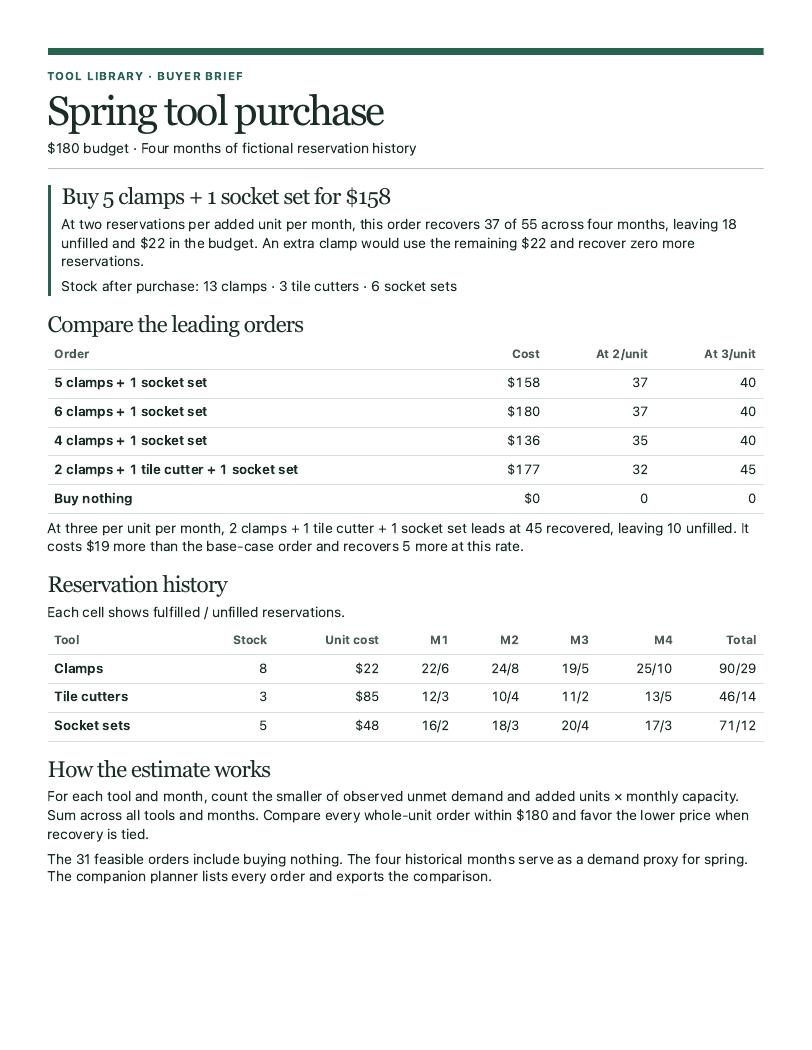 TOOL LIBRARY · BUYER BRIEF
Spring tool purchase
$180 budget · Four months of fictional reservation history
Buy 5 clamps + 1 socket set for $158
At two reservations per added unit per month, this order recovers 37 of 55 across four months, leaving 18
unfilled and $22 in the budget. An extra clamp would use the remaining $22 and recover zero more
reservations.
Stock after purchase: 13 clamps · 3 tile cutters · 6 socket sets
Compare the leading orders
Order Cost At 2/unit At 3/unit
5 clamps + 1 socket set $158 37 40
6 clamps + 1 socket set $180 37 40
4 clamps + 1 socket set $136 35 40
2 clamps + 1 tile cutter + 1 socket set $177 32 45
Buy nothing $0 0 0
At three per unit per month, 2 clamps + 1 tile cutter + 1 socket set leads at 45 recovered, leaving 10 unfilled. It
costs $19 more than the base-case order and recovers 5 more at this rate.
Reservation history
Each cell shows fulfilled / unfilled reservations.
Tool Stock Unit cost M1 M2 M3 M4 Total
Clamps 8 $22 22/6 24/8 19/5 25/10 90/29
Tile cutters 3 $85 12/3 10/4 11/2 13/5 46/14
Socket sets 5 $48 16/2 18/3 20/4 17/3 71/12
How the estimate works
For each tool and month, count the smaller of observed unmet demand and added units × monthly capacity.
Sum across all tools and months. Compare every whole-unit order within $180 and favor the lower price when
recovery is tied.
The 31 feasible orders include buying nothing. The four historical months serve as a demand proxy for spring.
The companion planner lists every order and exports the comparison.